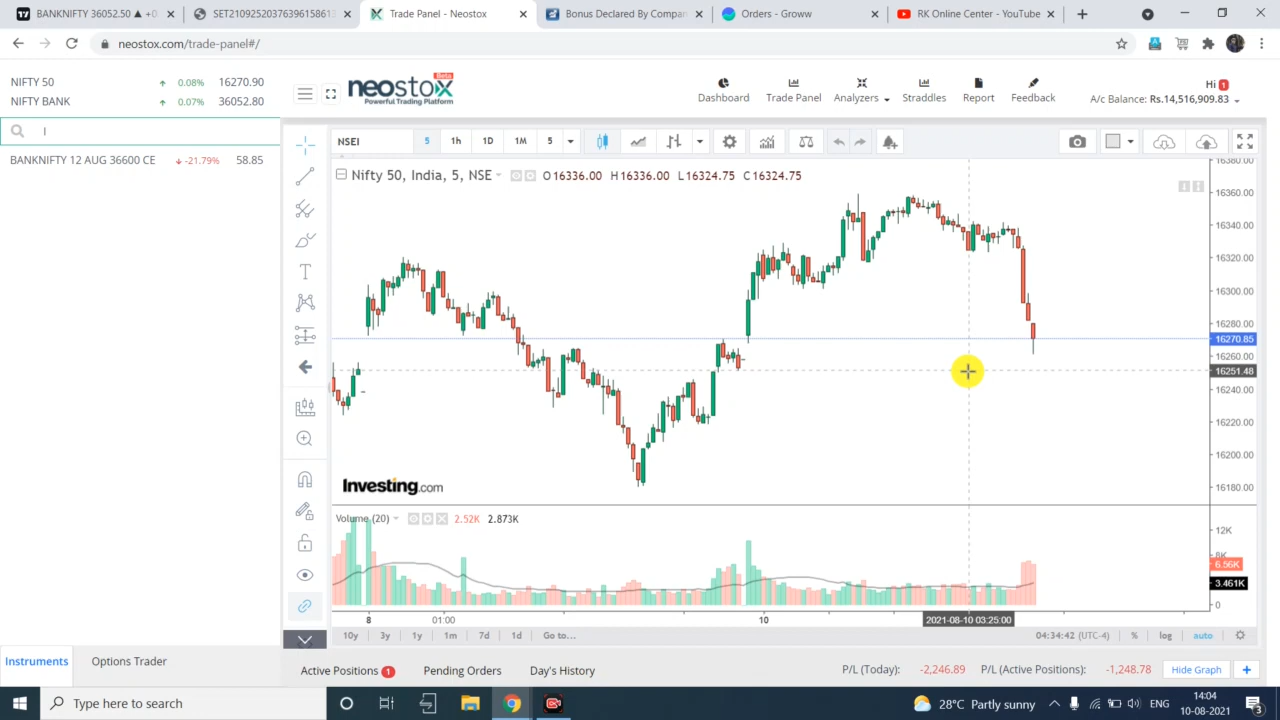 BANKNIFTY 36052.50 ▲ +0
SET21092520376396158613
Trade Panel - Neostox
Bonus Declared By Compan
Orders - Groww
RK Online Center - YouTube
neostox.com/trade-panel#/
NIFTY 50 0.08% 16270.90
NIFTY BANK 0.07% 36052.80
BANKNIFTY 12 AUG 36600 CE -21.79% 58.85
neostox
Beta
Powerful Trading Platform
Dashboard
Trade Panel
Analyzers
Straddles
Report
Feedback
Hi 1
A/c Balance: Rs.14,516,909.83
NSEI 5 1h 1D 1M 5
Nifty 50, India, 5, NSE O16336.00 H16336.00 L16324.75 C16324.75
16380.00
16360.00
16340.00
16320.00
16300.00
16280.00
16270.85
16260.00
16251.48
16240.00
16220.00
16200.00
16180.00
Investing.com
Volume (20) 2.52K 2.873K
12K
8K
6.56K
3.461K
0
8 01:00 10 2021-08-10 03:25:00
10y 3y 1y 1m 7d 1d Go to... 04:34:42 (UTC-4) % log auto
Instruments
Options Trader
Active Positions 1 Pending Orders Day's History P/L (Today): -2,246.89 P/L (Active Positions): -1,248.78 Hide Graph +
Type here to search
28°C Partly sunny
ENG
14:04
10-08-2021
3